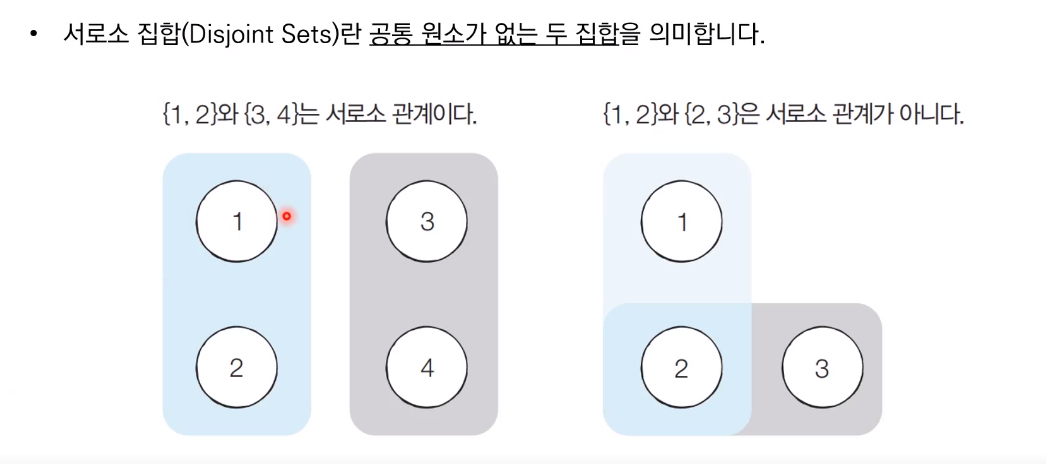 • 서로소 집합(Disjoint Sets)란 공통 원소가 없는 두 집합을 의미합니다.
{1, 2}와 {3, 4}는 서로소 관계이다.
{1, 2}와 {2, 3}은 서로소 관계가 아니다.
1 3 1
2 4 2 3